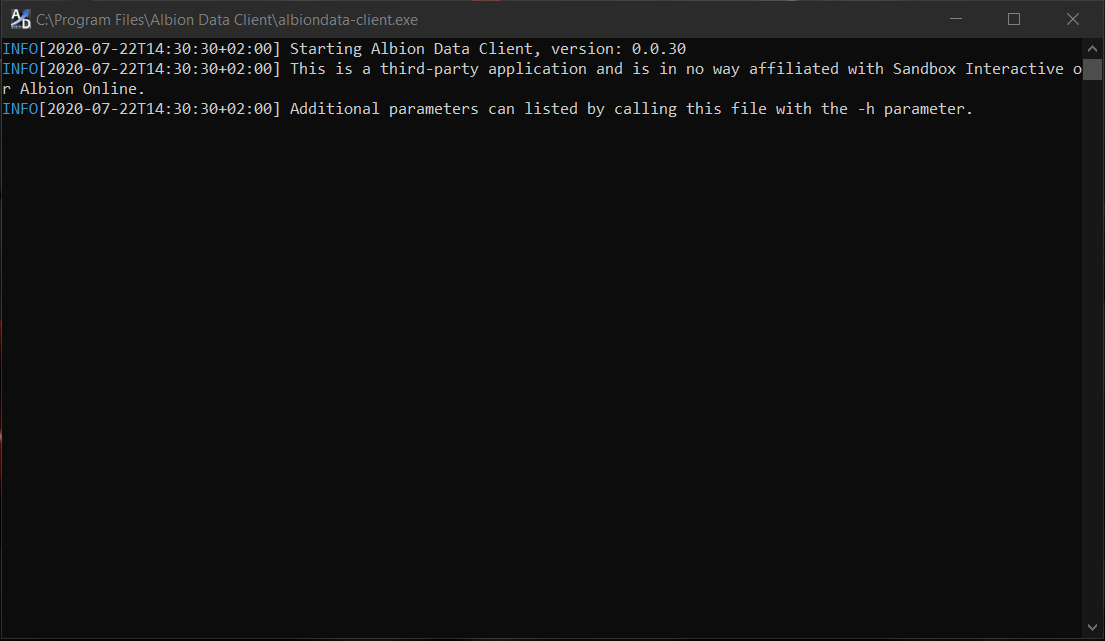 C:\Program Files\Albion Data Client\albiondata-client.exe
INFO[2020-07-22T14:30:30+02:00] Starting Albion Data Client, version: 0.0.30
INFO[2020-07-22T14:30:30+02:00] This is a third-party application and is in no way affiliated with Sandbox Interactive o
r Albion Online.
INFO[2020-07-22T14:30:30+02:00] Additional parameters can listed by calling this file with the -h parameter.